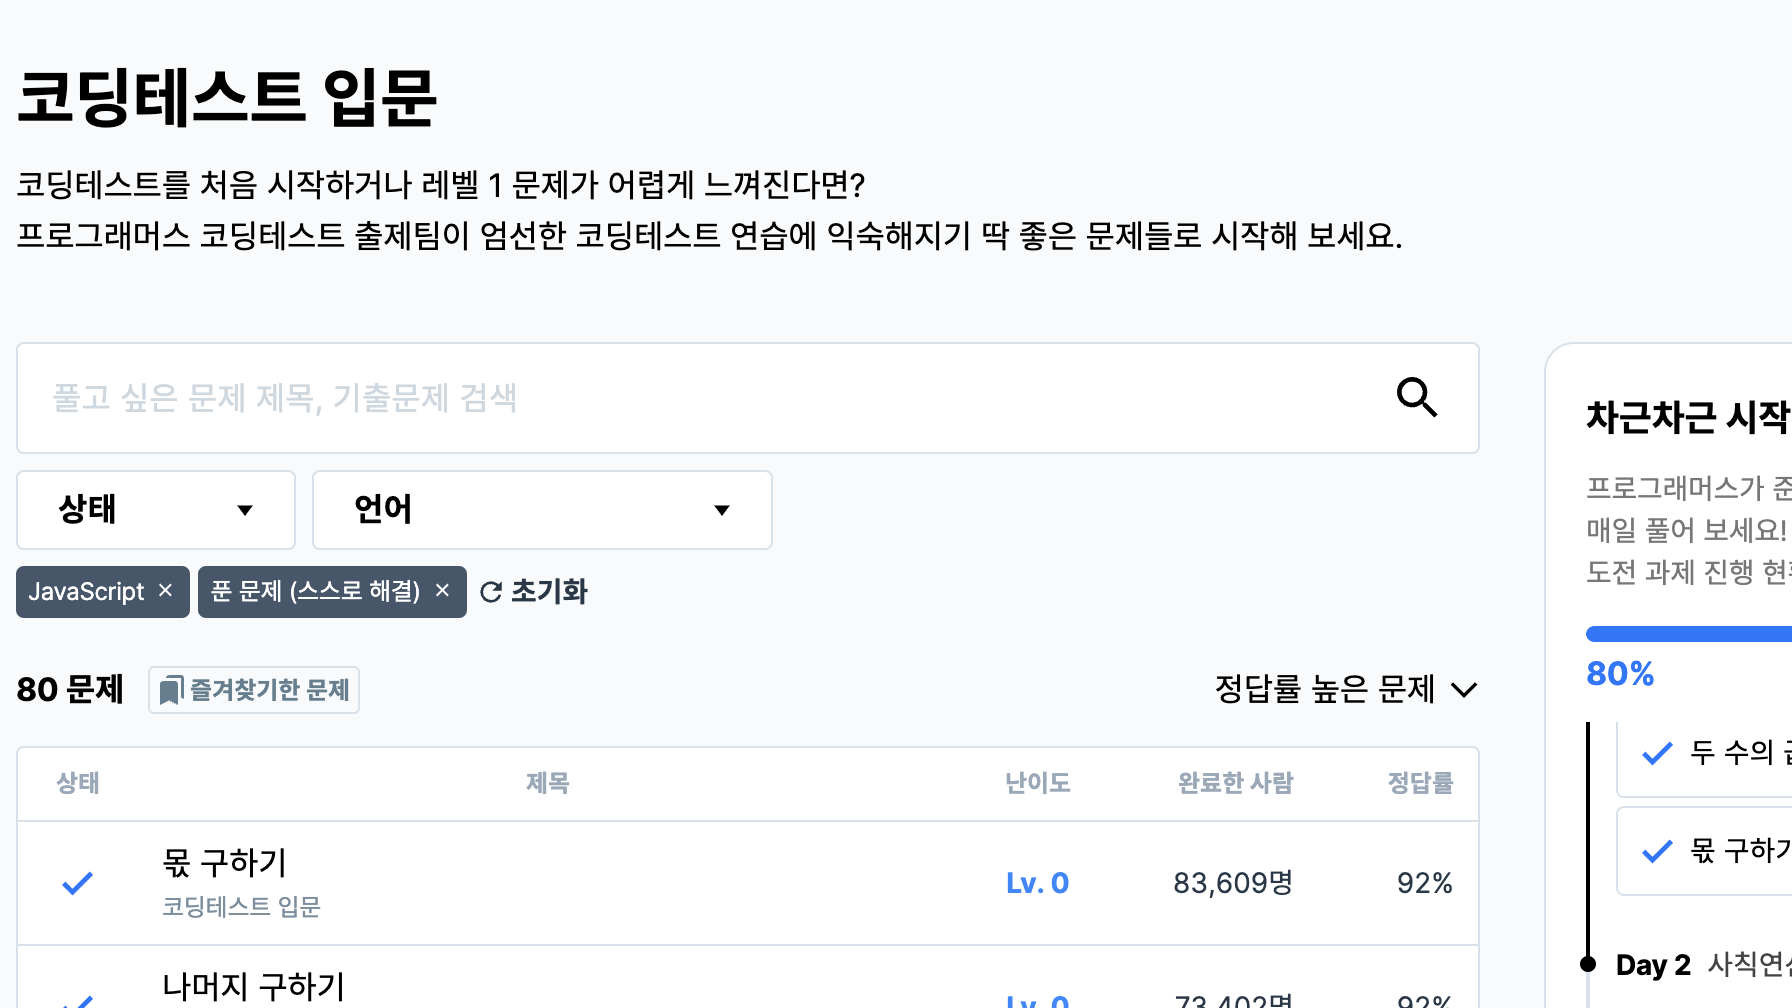 코딩테스트 입문
코딩테스트를 처음 시작하거나 레벨 1 문제가 어렵게 느껴진다면?
프로그래머스 코딩테스트 출제팀이 엄선한 코딩테스트 연습에 익숙해지기 딱 좋은 문제들로 시작해 보세요.
풀고 싶은 문제 제목, 기출문제 검색
상태
언어
JavaScript ×
푼 문제 (스스로 해결) ×
초기화
80 문제
즐겨찾기한 문제
정답률 높은 문제
상태 제목 난이도 완료한 사람 정답률
몫 구하기
코딩테스트 입문
Lv. 0 83,609명 92%
나머지 구하기
Lv. 0 73,402명 92%
차근차근 시작
프로그래머스가 준
매일 풀어 보세요!
도전 과제 진행
80%
두 수의
몫 구하기
Day 2 사칙연산